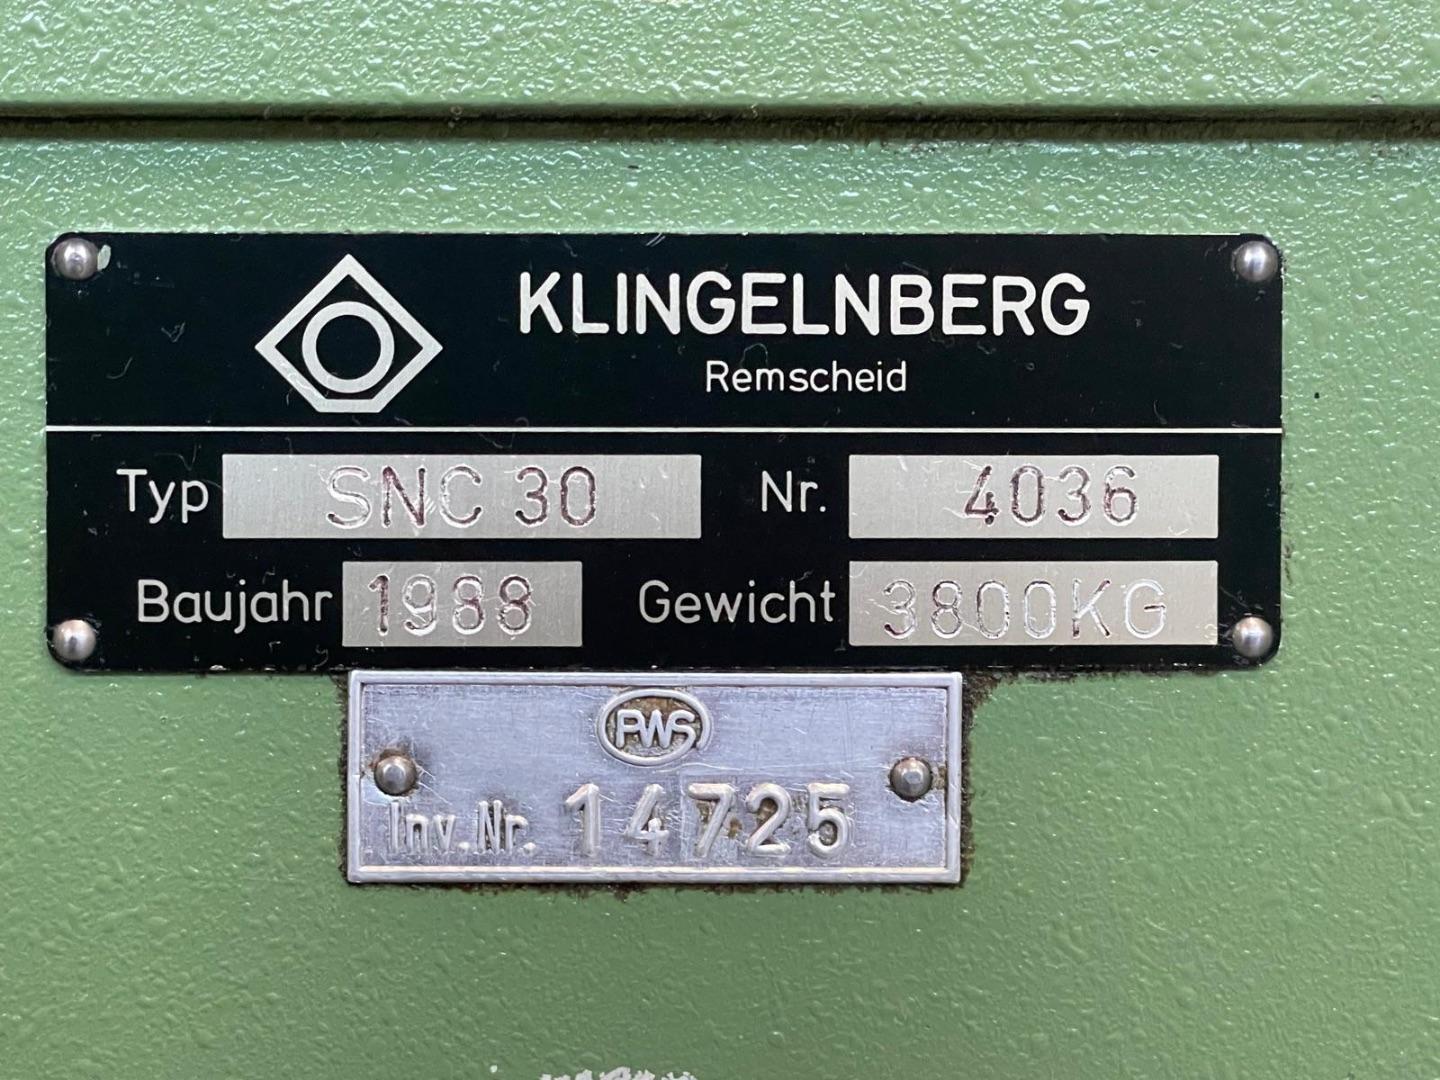 KLINGELNBERG
Remscheid
Typ SNC 30 Nr. 4036
Baujahr 1988 Gewicht 3800KG
PWS
Inv.Nr. 14725